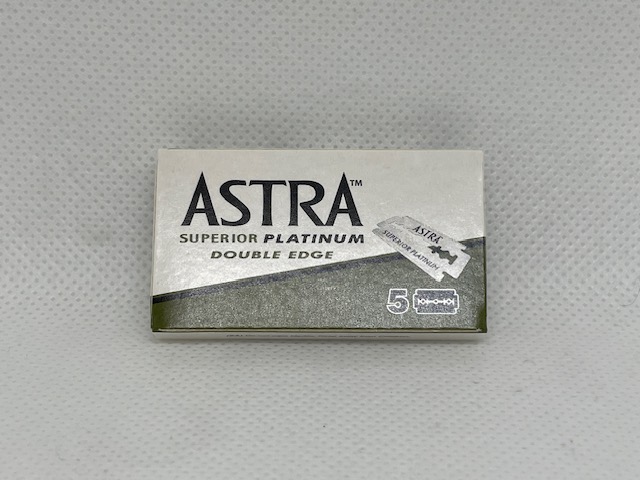 ASTRA™
SUPERIOR PLATINUM
DOUBLE EDGE
ASTRA
SUPERIOR PLATINUM
5